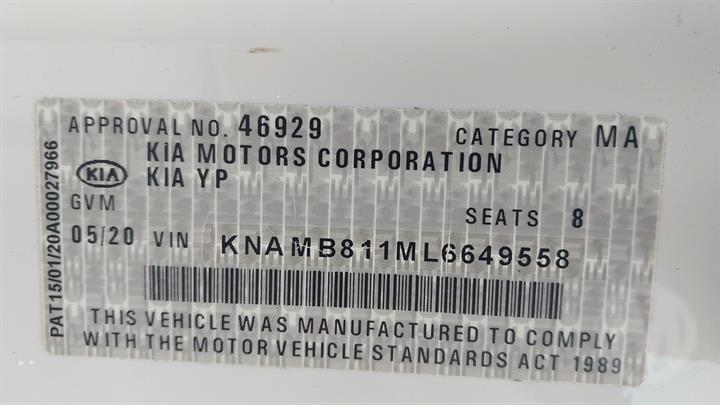 APPROVAL NO. 46929 CATEGORY MA
KIA MOTORS CORPORATION
KIA
KIA YP
GVM
SEATS 8
05/20 VIN KNAMB811ML6649558
THIS VEHICLE WAS MANUFACTURED TO COMPLY
WITH THE MOTOR VEHICLE STANDARDS ACT 1989
PAT15/01/20A00027966